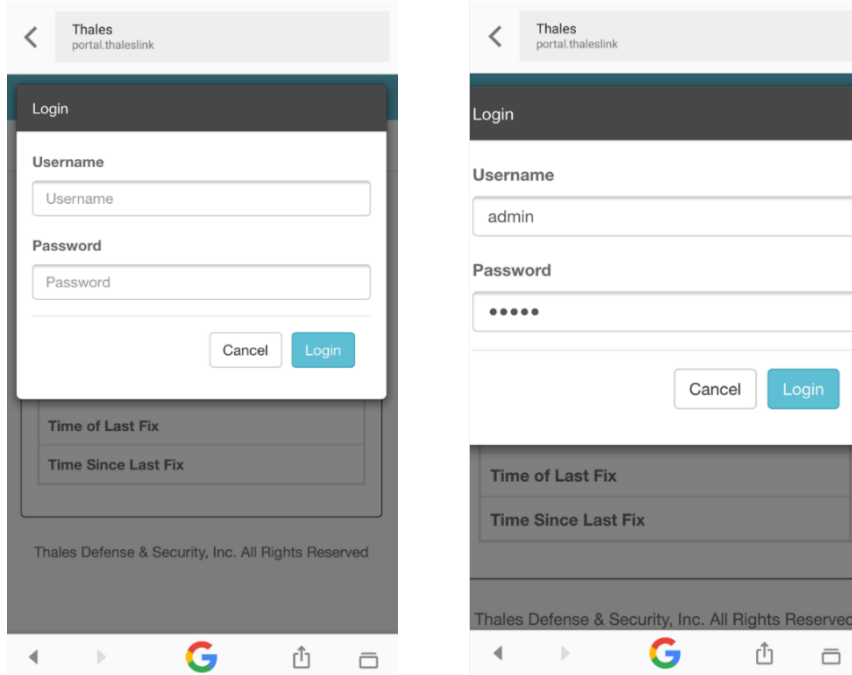 Thales
portal.thaleslink
Login
Username
Username
Password
Password
Cancel
Login
Time of Last Fix
Time Since Last Fix
Thales Defense & Security, Inc. All Rights Reserved
Thales
portal.thaleslink
Login
Username
admin
Password
•••••
Cancel
Login
Time of Last Fix
Time Since Last Fix
Thales Defense & Security, Inc. All Rights Reserved